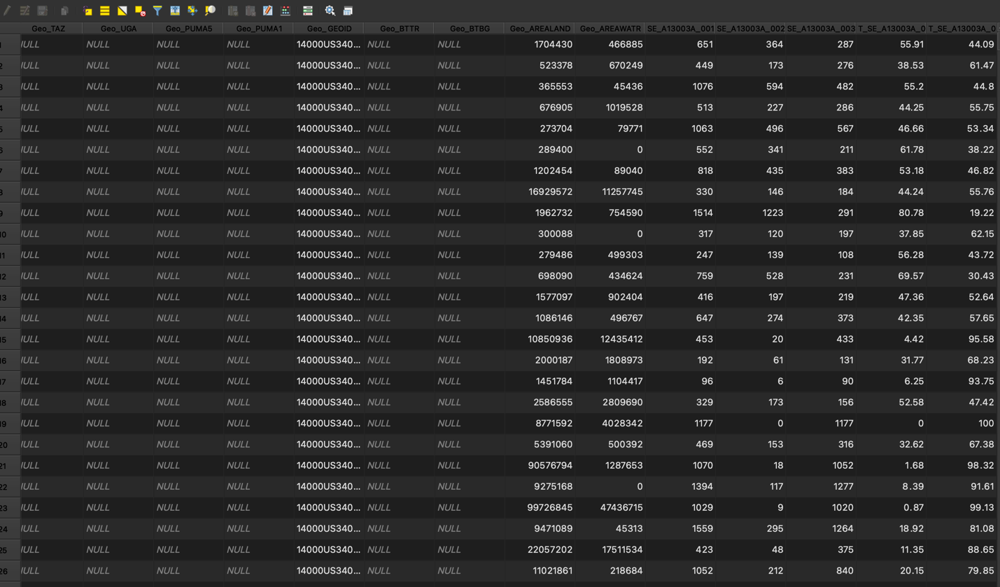 Geo_TAZ Geo_UGA Geo_PUMA5 Geo_PUMA1 Geo_GEOID Geo_BTTR Geo_BTBG Geo_AREALAND Geo_AREAWATR SE_A13003A_001 SE_A13003A_002 SE_A13003A_003 T_SE_A13003A_0 T_SE_A13003A_0
NULL NULL NULL NULL 14000US340... NULL NULL 1704430 466885 651 364 287 55.91 44.09
2 NULL NULL NULL NULL 14000US340... NULL NULL 523378 670249 449 173 276 38.53 61.47
3 NULL NULL NULL NULL 14000US340... NULL NULL 365553 45436 1076 594 482 55.2 44.8
4 NULL NULL NULL NULL 14000US340... NULL NULL 676905 1019528 513 227 286 44.25 55.75
5 NULL NULL NULL NULL 14000US340... NULL NULL 273704 79771 1063 496 567 46.66 53.34
6 NULL NULL NULL NULL 14000US340... NULL NULL 289400 0 552 341 211 61.78 38.22
7 NULL NULL NULL NULL 14000US340... NULL NULL 1202454 89040 818 435 383 53.18 46.82
8 NULL NULL NULL NULL 14000US340... NULL NULL 16929572 11257745 330 146 184 44.24 55.76
9 NULL NULL NULL NULL 14000US340... NULL NULL 1962732 754590 1514 1223 291 80.78 19.22
10 NULL NULL NULL NULL 14000US340... NULL NULL 300088 0 317 120 197 37.85 62.15
11 NULL NULL NULL NULL 14000US340... NULL NULL 279486 499303 247 139 108 56.28 43.72
12 NULL NULL NULL NULL 14000US340... NULL NULL 698090 434624 759 528 231 69.57 30.43
13 NULL NULL NULL NULL 14000US340... NULL NULL 1577097 902404 416 197 219 47.36 52.64
14 NULL NULL NULL NULL 14000US340... NULL NULL 1086146 496767 647 274 373 42.35 57.65
15 NULL NULL NULL NULL 14000US340... NULL NULL 10850936 12435412 453 20 433 4.42 95.58
16 NULL NULL NULL NULL 14000US340... NULL NULL 2000187 1808973 192 61 131 31.77 68.23
17 NULL NULL NULL NULL 14000US340... NULL NULL 1451784 1104417 96 6 90 6.25 93.75
18 NULL NULL NULL NULL 14000US340... NULL NULL 2586555 2809690 329 173 156 52.58 47.42
19 NULL NULL NULL NULL 14000US340... NULL NULL 8771592 4028342 1177 0 1177 0 100
20 NULL NULL NULL NULL 14000US340... NULL NULL 5391060 500392 469 153 316 32.62 67.38
21 NULL NULL NULL NULL 14000US340... NULL NULL 90576794 1287653 1070 18 1052 1.68 98.32
22 NULL NULL NULL NULL 14000US340... NULL NULL 9275168 0 1394 117 1277 8.39 91.61
23 NULL NULL NULL NULL 14000US340... NULL NULL 99726845 47436715 1029 9 1020 0.87 99.13
24 NULL NULL NULL NULL 14000US340... NULL NULL 9471089 45313 1559 295 1264 18.92 81.08
25 NULL NULL NULL NULL 14000US340... NULL NULL 22057202 17511534 423 48 375 11.35 88.65
26 NULL NULL NULL NULL 14000US340... NULL NULL 11021861 218684 1052 212 840 20.15 79.85